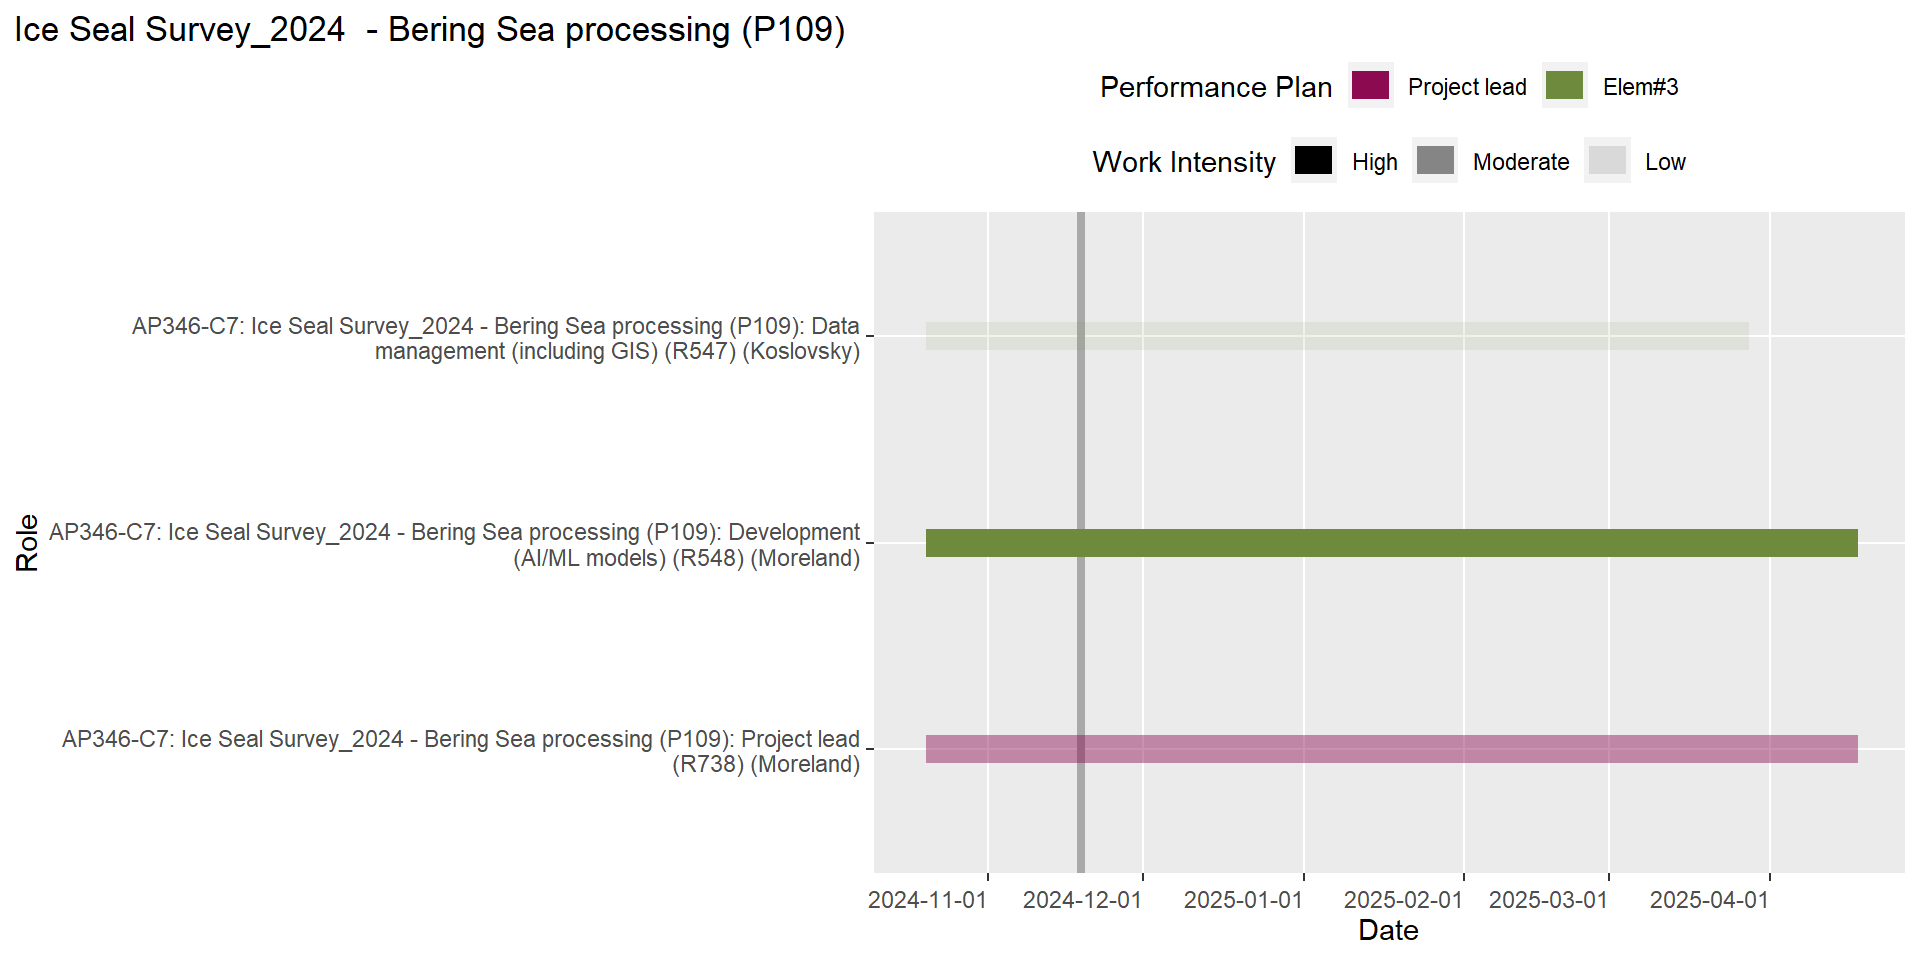 Ice Seal Survey_2024  - Bering Sea processing (P109)
Performance Plan Project lead Elem#3
Work Intensity High Moderate Low
AP346-C7: Ice Seal Survey_2024 - Bering Sea processing (P109): Data
management (including GIS) (R547) (Koslovsky)
Role
AP346-C7: Ice Seal Survey_2024 - Bering Sea processing (P109): Development
(AI/ML models) (R548) (Moreland)
AP346-C7: Ice Seal Survey_2024 - Bering Sea processing (P109): Project lead
(R738) (Moreland)
2024-11-01 2024-12-01 2025-01-01 2025-02-01 2025-03-01 2025-04-01
Date